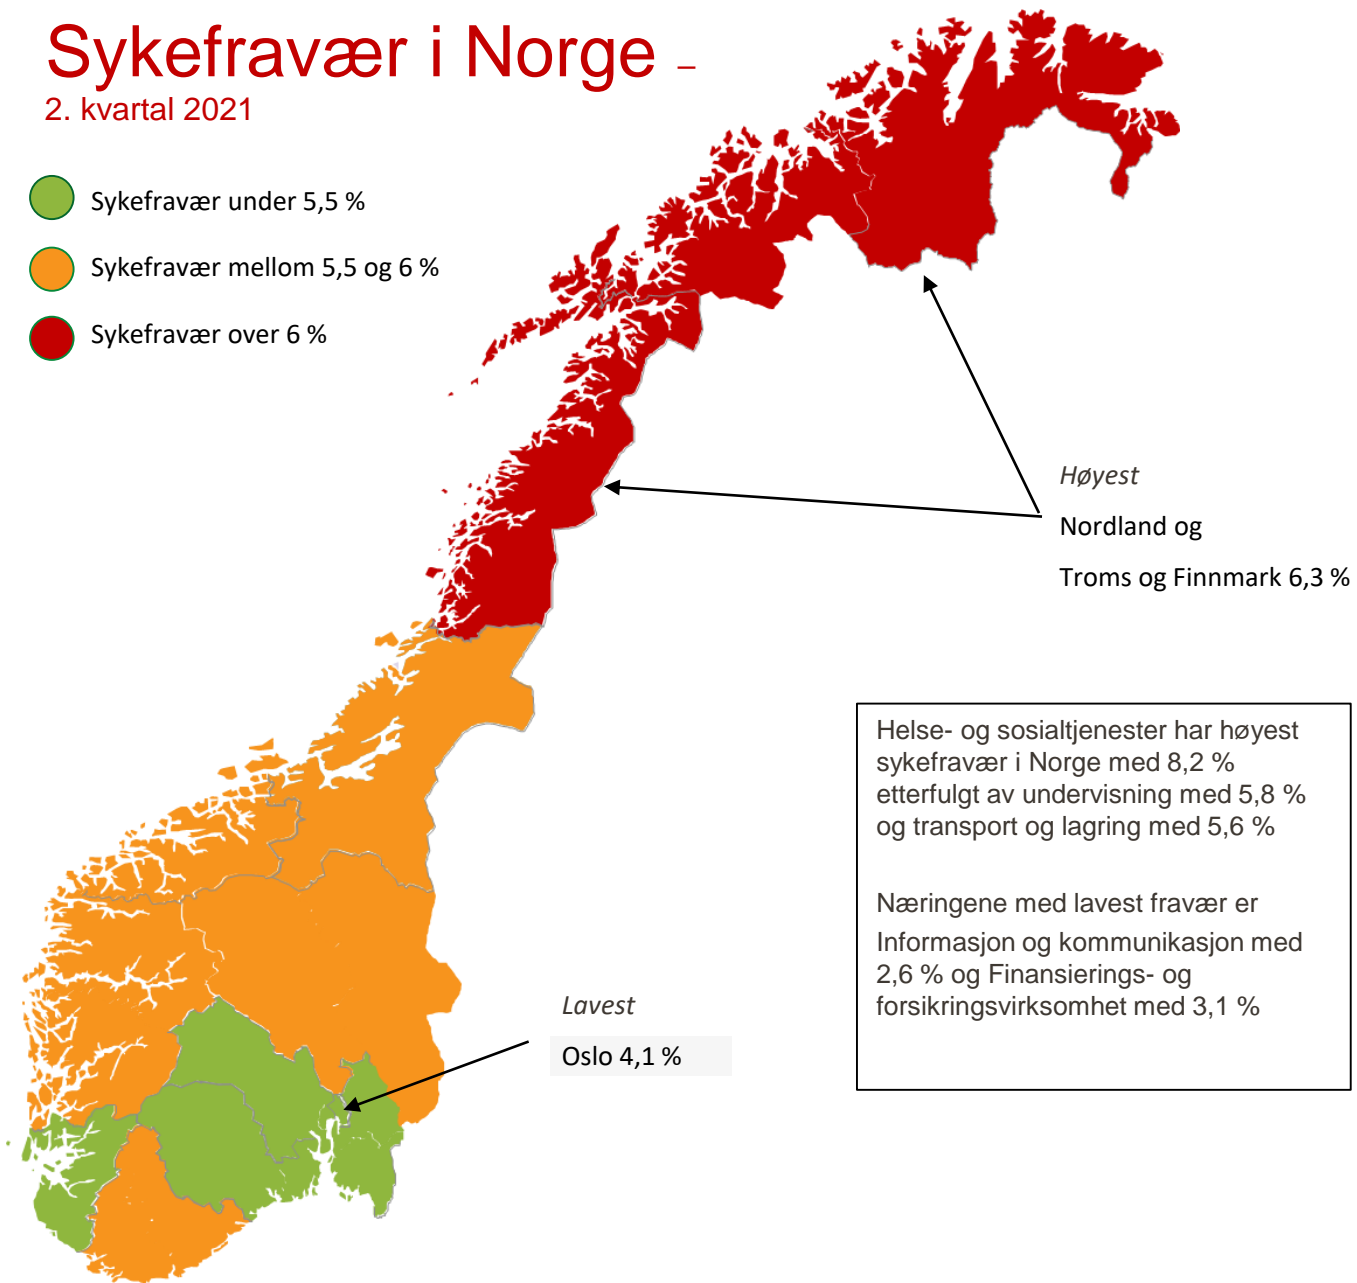 Sykefravær i Norge –
2. kvartal 2021
Sykefravær under 5,5 %
Sykefravær mellom 5,5 og 6 %
Sykefravær over 6 %
Høyest
Nordland og
Troms og Finnmark 6,3 %
Helse- og sosialtjenester har høyest
sykefravær i Norge med 8,2 %
etterfulgt av undervisning med 5,8 %
og transport og lagring med 5,6 %
Næringene med lavest fravær er
Informasjon og kommunikasjon med
2,6 % og Finansierings- og
forsikringsvirksomhet med 3,1 %
Lavest
Oslo 4,1 %